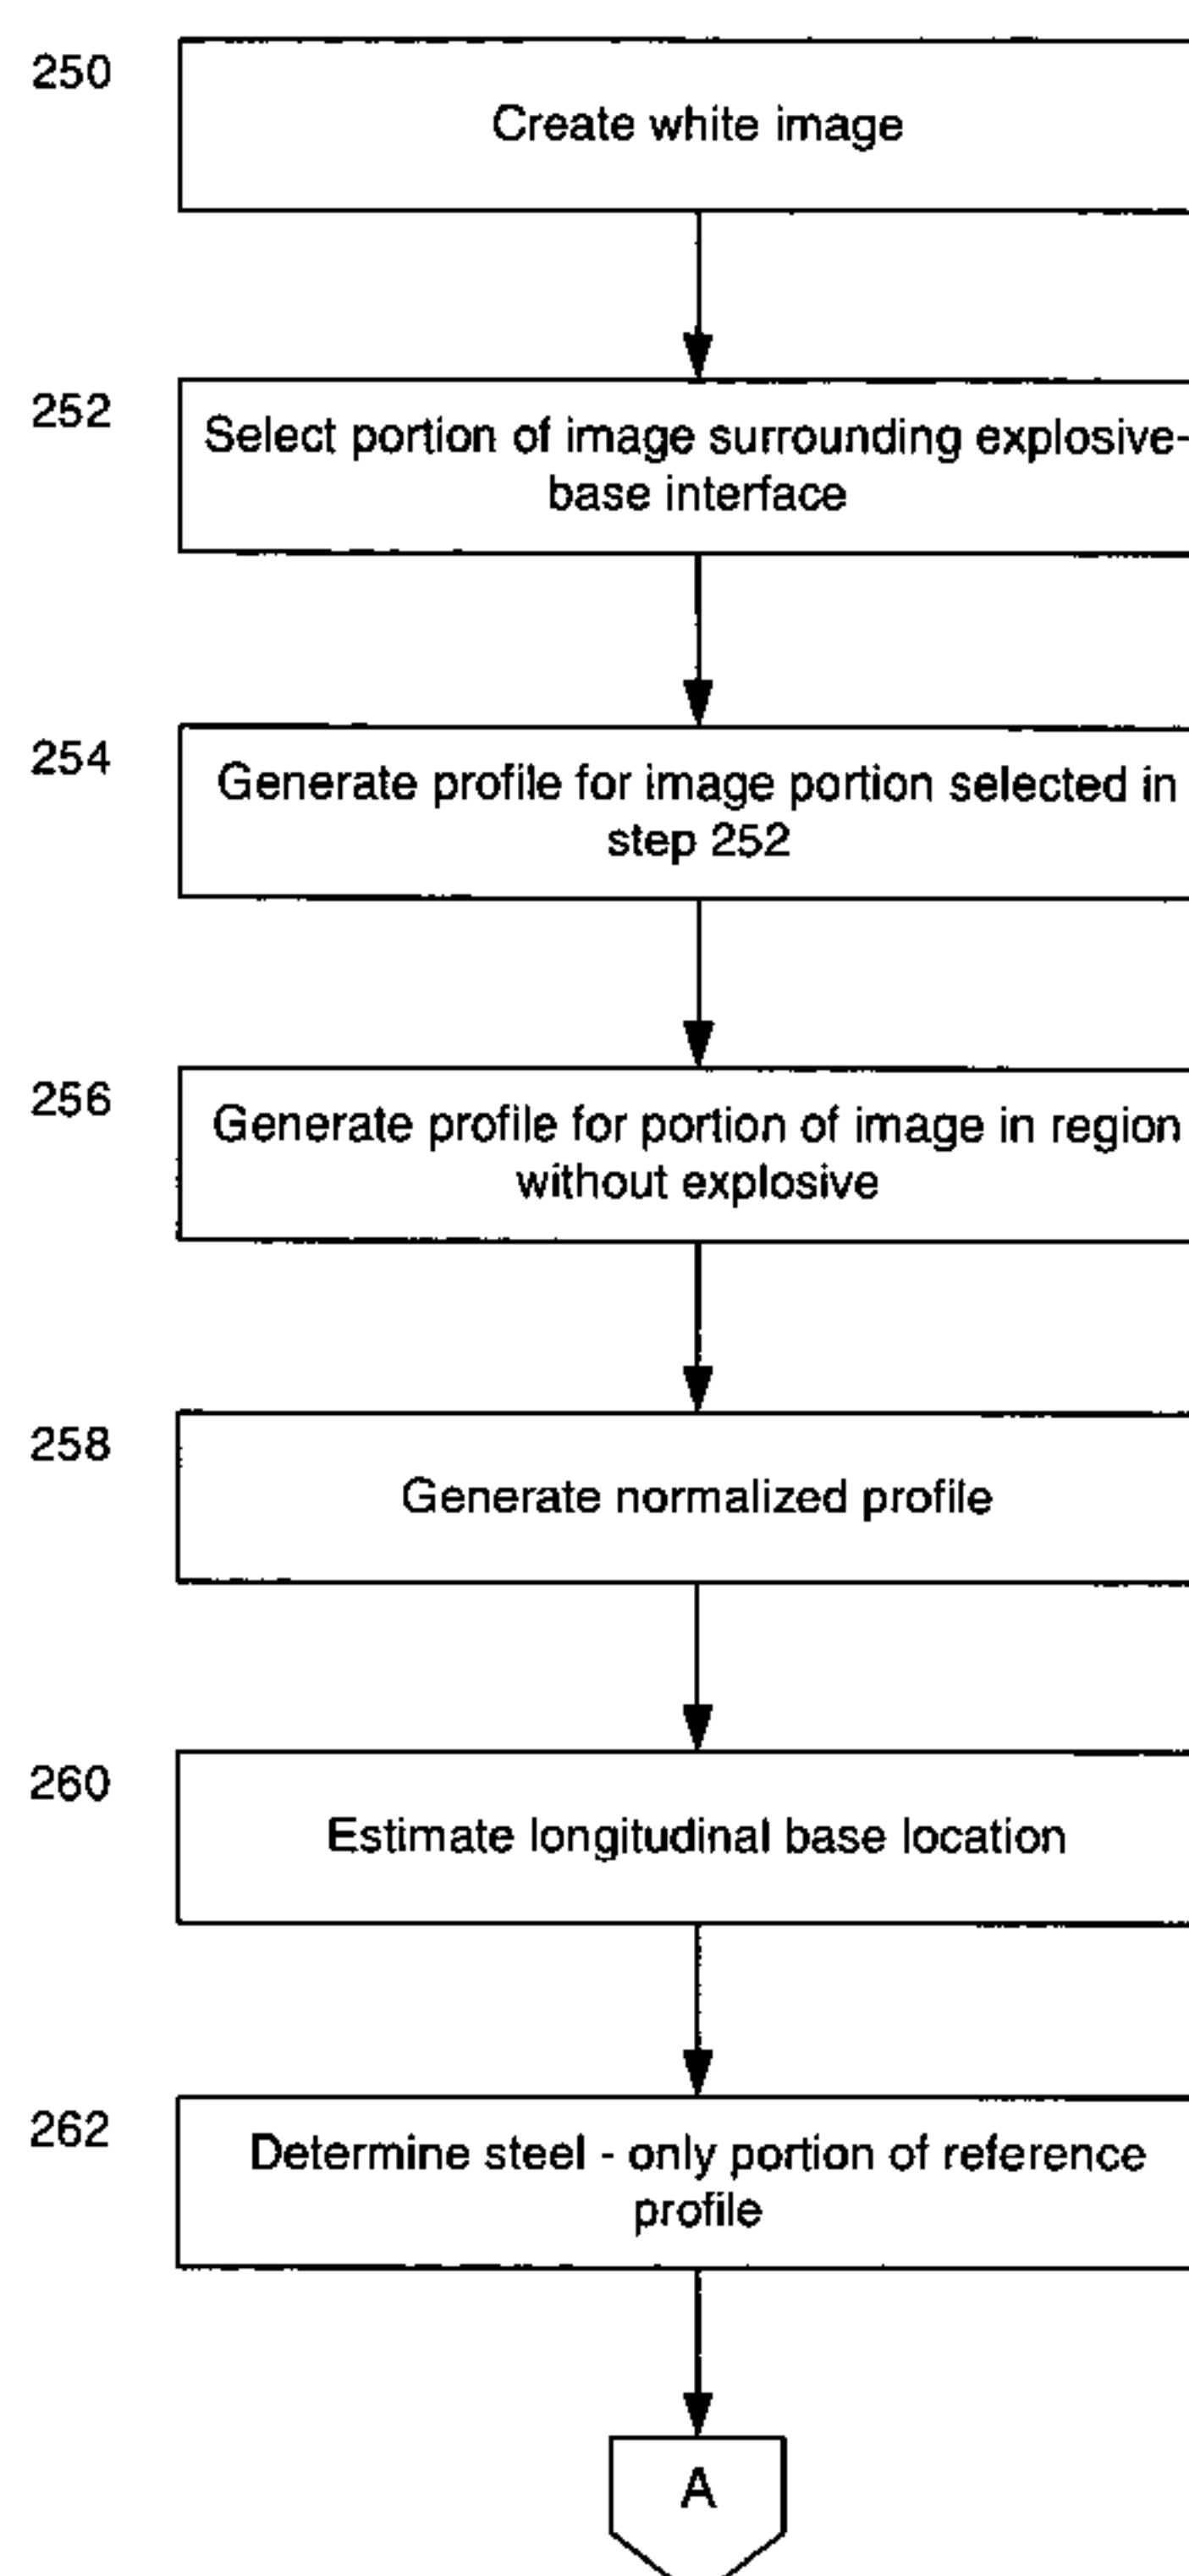 250
Create white image
252
Select portion of image surrounding explosive-
base interface
254
Generate profile for image portion selected in
step 252
256
Generate profile for portion of image in region
without explosive
258
Generate normalized profile
260
Estimate longitudinal base location
262
Determine steel - only portion of reference
profile
A